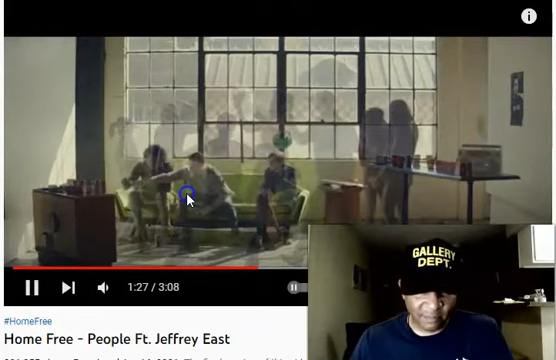 1:27 / 3:08
GALLERY
DEPT.
#HomeFree
Home Free - People Ft. Jeffrey East